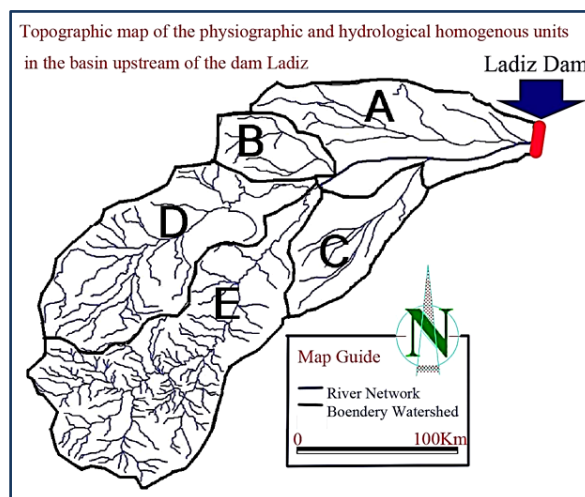 Topographic map of the physiographic and hydrological homogenous units
in the basin upstream of the dam Ladiz
Ladiz Dam
A
B
D
C
E
N
Map Guide
River Network
Boendery Watershed
0 100Km